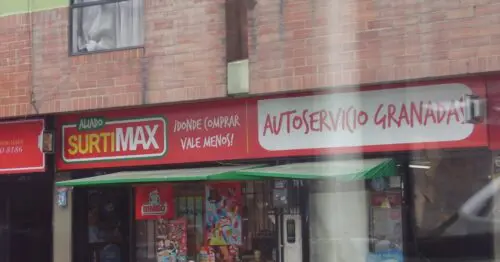 ALIADO
SURTIMAX
¡DONDE COMPRAR
VALE MENOS!
AUTOSERVICIO GRANADA